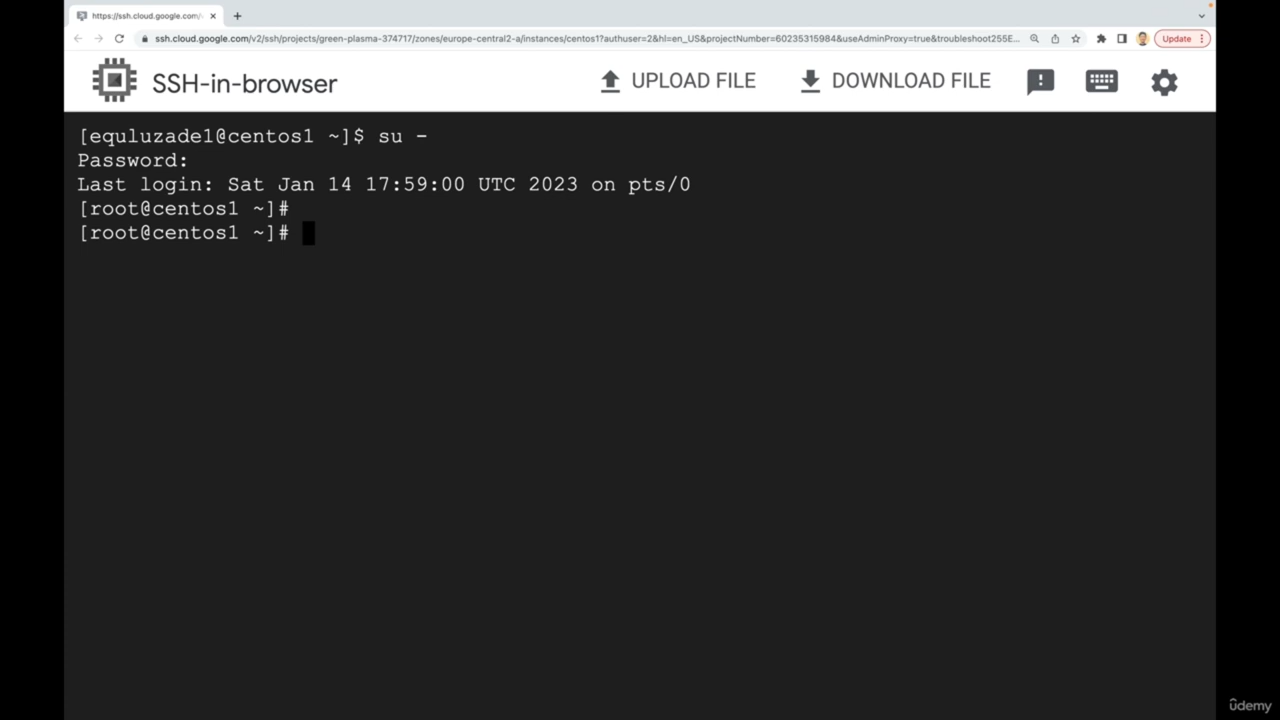 https://ssh.cloud.google.com/
ssh.cloud.google.com/v2/ssh/projects/green-plasma-374717/zones/europe-central2-a/instances/centos1?authuser=2&hl=en_US&projectNumber=60235315984&useAdminProxy=true&troubleshoot255E...
Update
SSH-in-browser
UPLOAD FILE
DOWNLOAD FILE
[equluzade1@centos1 ~]$ su -
Password:
Last login: Sat Jan 14 17:59:00 UTC 2023 on pts/0
[root@centos1 ~]#
[root@centos1 ~]#
ûdemy